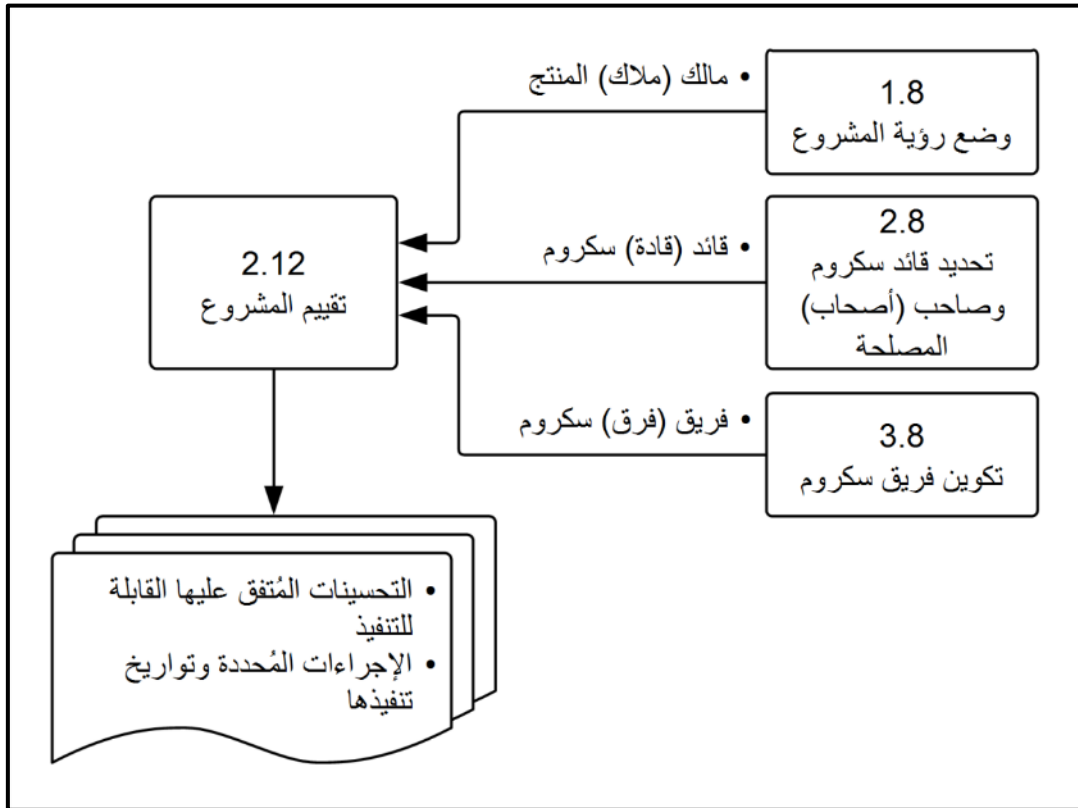 • مالك (ملاك) المنتج
1.8
وضع رؤية المشروع
2.12
تقييم المشروع
• قائد (قادة) سكروم
2.8
تحديد قائد سكروم
وصاحب (أصحاب)
المصلحة
• فريق (فرق) سكروم
3.8
تكوين فريق سكروم
• التحسينات المُتفق عليها القابلة
للتنفيذ
• الإجراءات المُحددة وتواريخ
تنفيذها